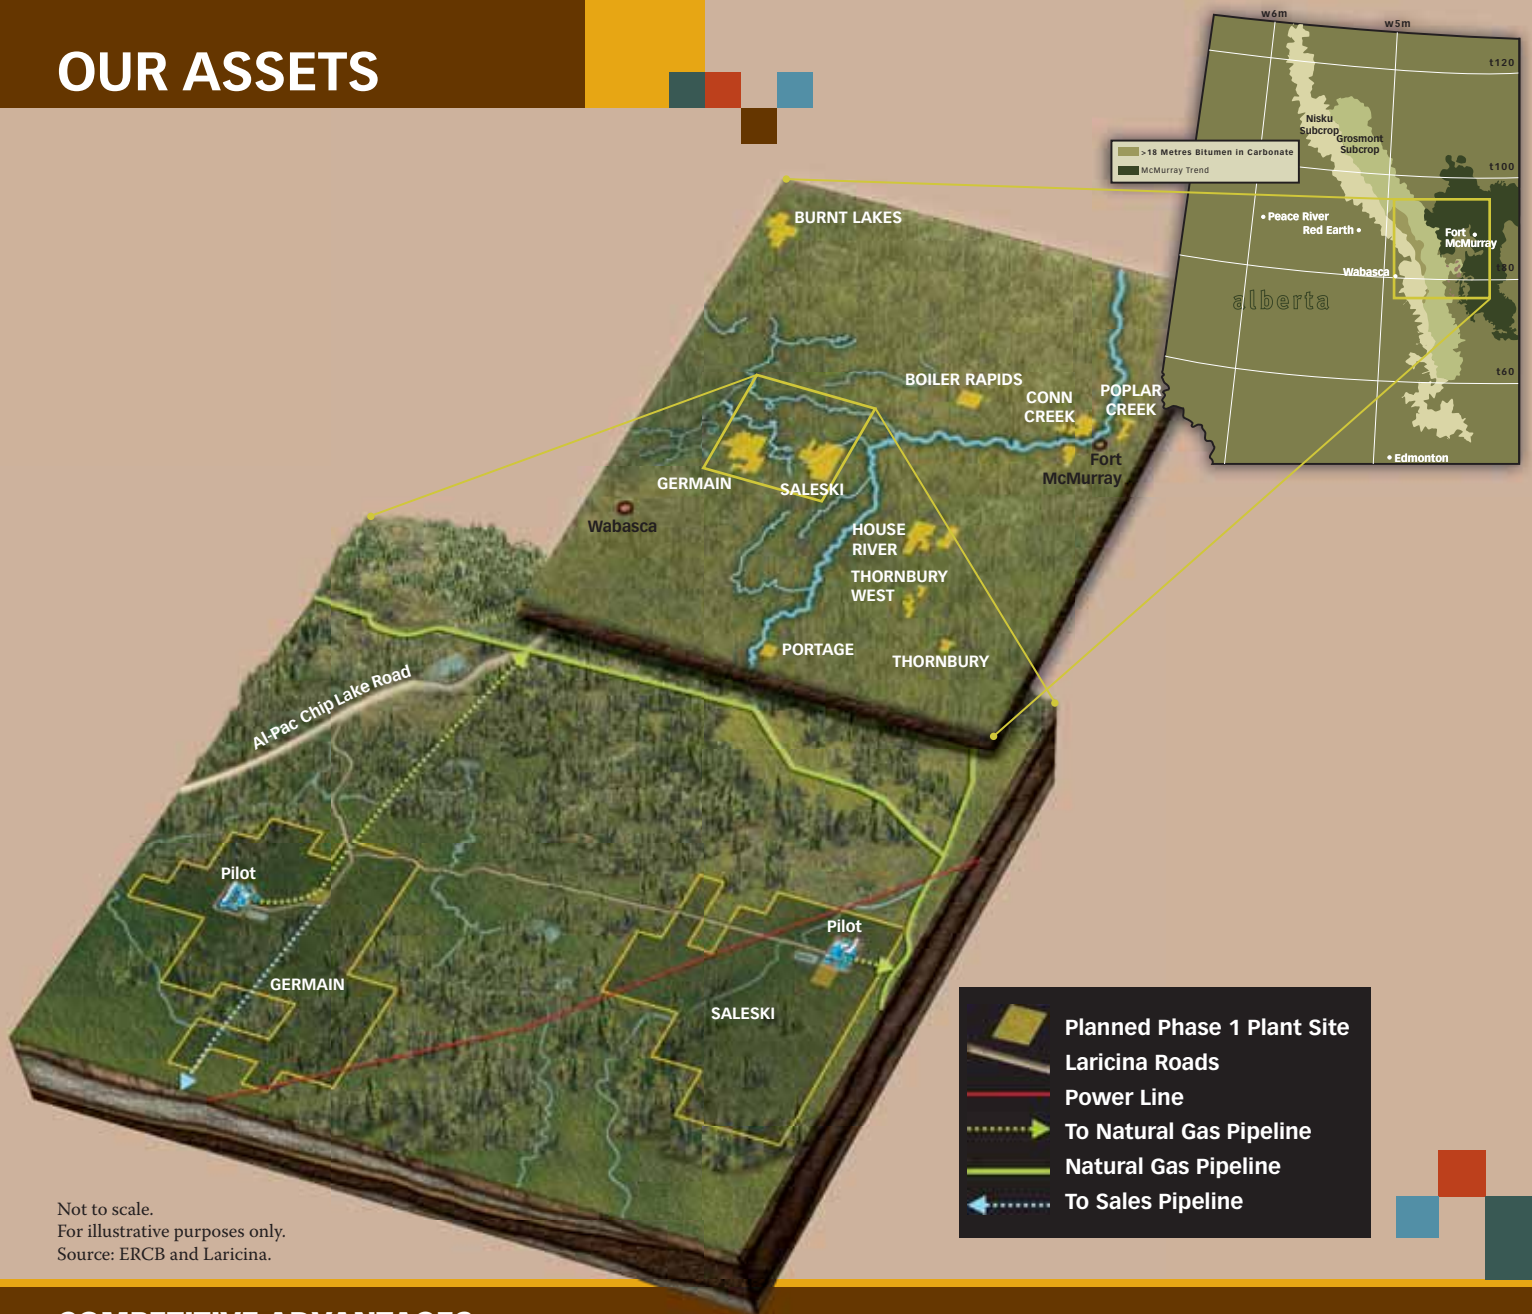 OUR ASSETS
w6m
w5m
t120
Nisku
Subcrop
Grosmont
Subcrop
>18 Metres Bitumen in Carbonate
McMurray Trend
t100
Peace River
Red Earth
Fort
McMurray
Wabasca
t80
alberta
t60
Edmonton
BURNT LAKES
BOILER RAPIDS
CONN
CREEK
POPLAR
CREEK
Fort
McMurray
GERMAIN
SALESKI
Wabasca
HOUSE
RIVER
THORNBURY
WEST
PORTAGE
THORNBURY
Al-Pac Chip Lake Road
Pilot
GERMAIN
Pilot
SALESKI
Planned Phase 1 Plant Site
Laricina Roads
Power Line
To Natural Gas Pipeline
Natural Gas Pipeline
To Sales Pipeline
Not to scale.
For illustrative purposes only.
Source: ERCB and Laricina.
COMPETITIVE ADVANTAGES